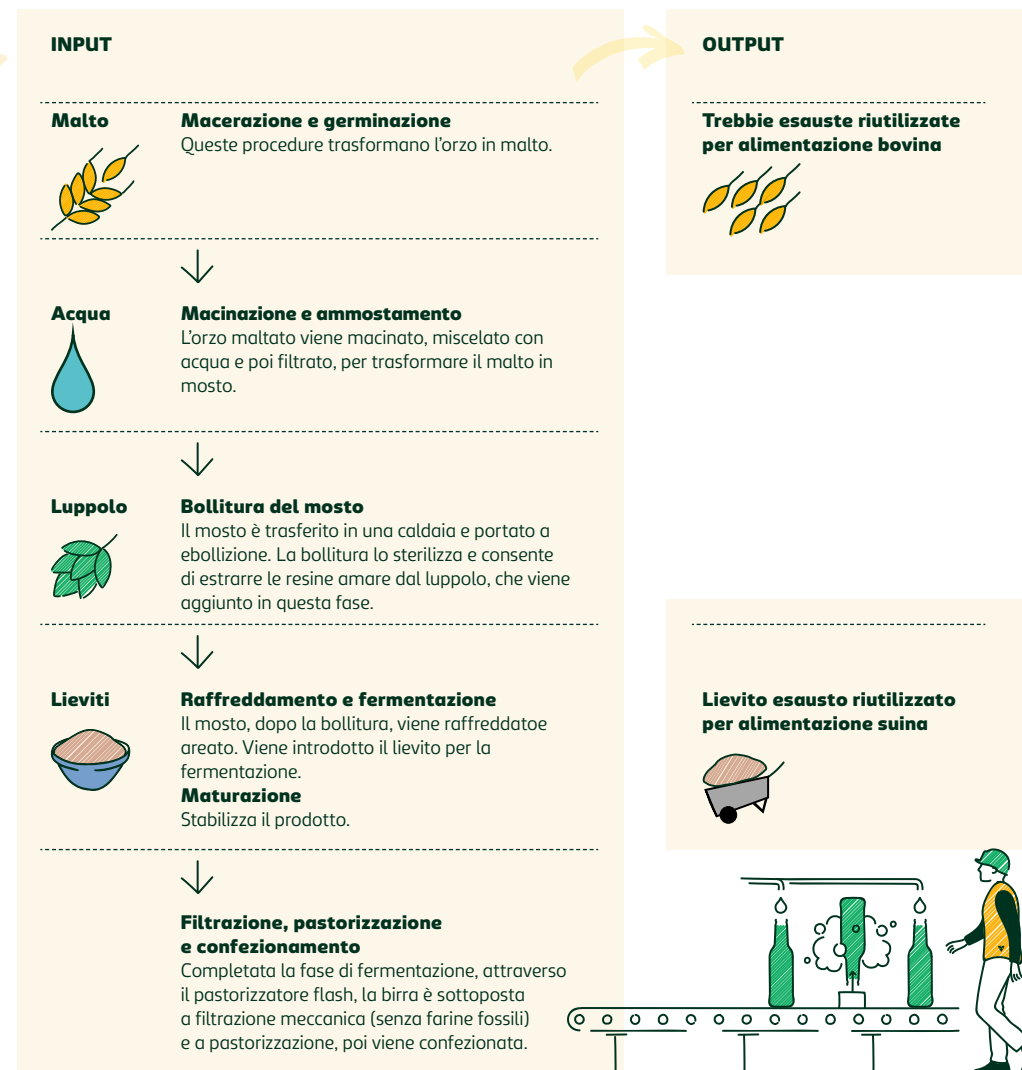 INPUT
OUTPUT
Malto
Macerazione e germinazione
Queste procedure trasformano l'orzo in malto.
Trebbie esauste riutilizzate
per alimentazione bovina
Acqua
Macinazione e ammostamento
L'orzo maltato viene macinato, miscelato con
acqua e poi filtrato, per trasformare il malto in
mosto.
Luppolo
Bollitura del mosto
Il mosto è trasferito in una caldaia e portato a
ebollizione. La bollitura lo sterilizza e consente
di estrarre le resine amare dal luppolo, che viene
aggiunto in questa fase.
Lieviti
Raffreddamento e fermentazione
Il mosto, dopo la bollitura, viene raffreddatoe
areato. Viene introdotto il lievito per la
fermentazione.
Maturazione
Stabilizza il prodotto.
Lievito esausto riutilizzato
per alimentazione suina
Filtrazione, pastorizzazione
e confezionamento
Completata la fase di fermentazione, attraverso
il pastorizzatore flash, la birra è sottoposta
a filtrazione meccanica (senza farine fossili)
e a pastorizzazione, poi viene confezionata.